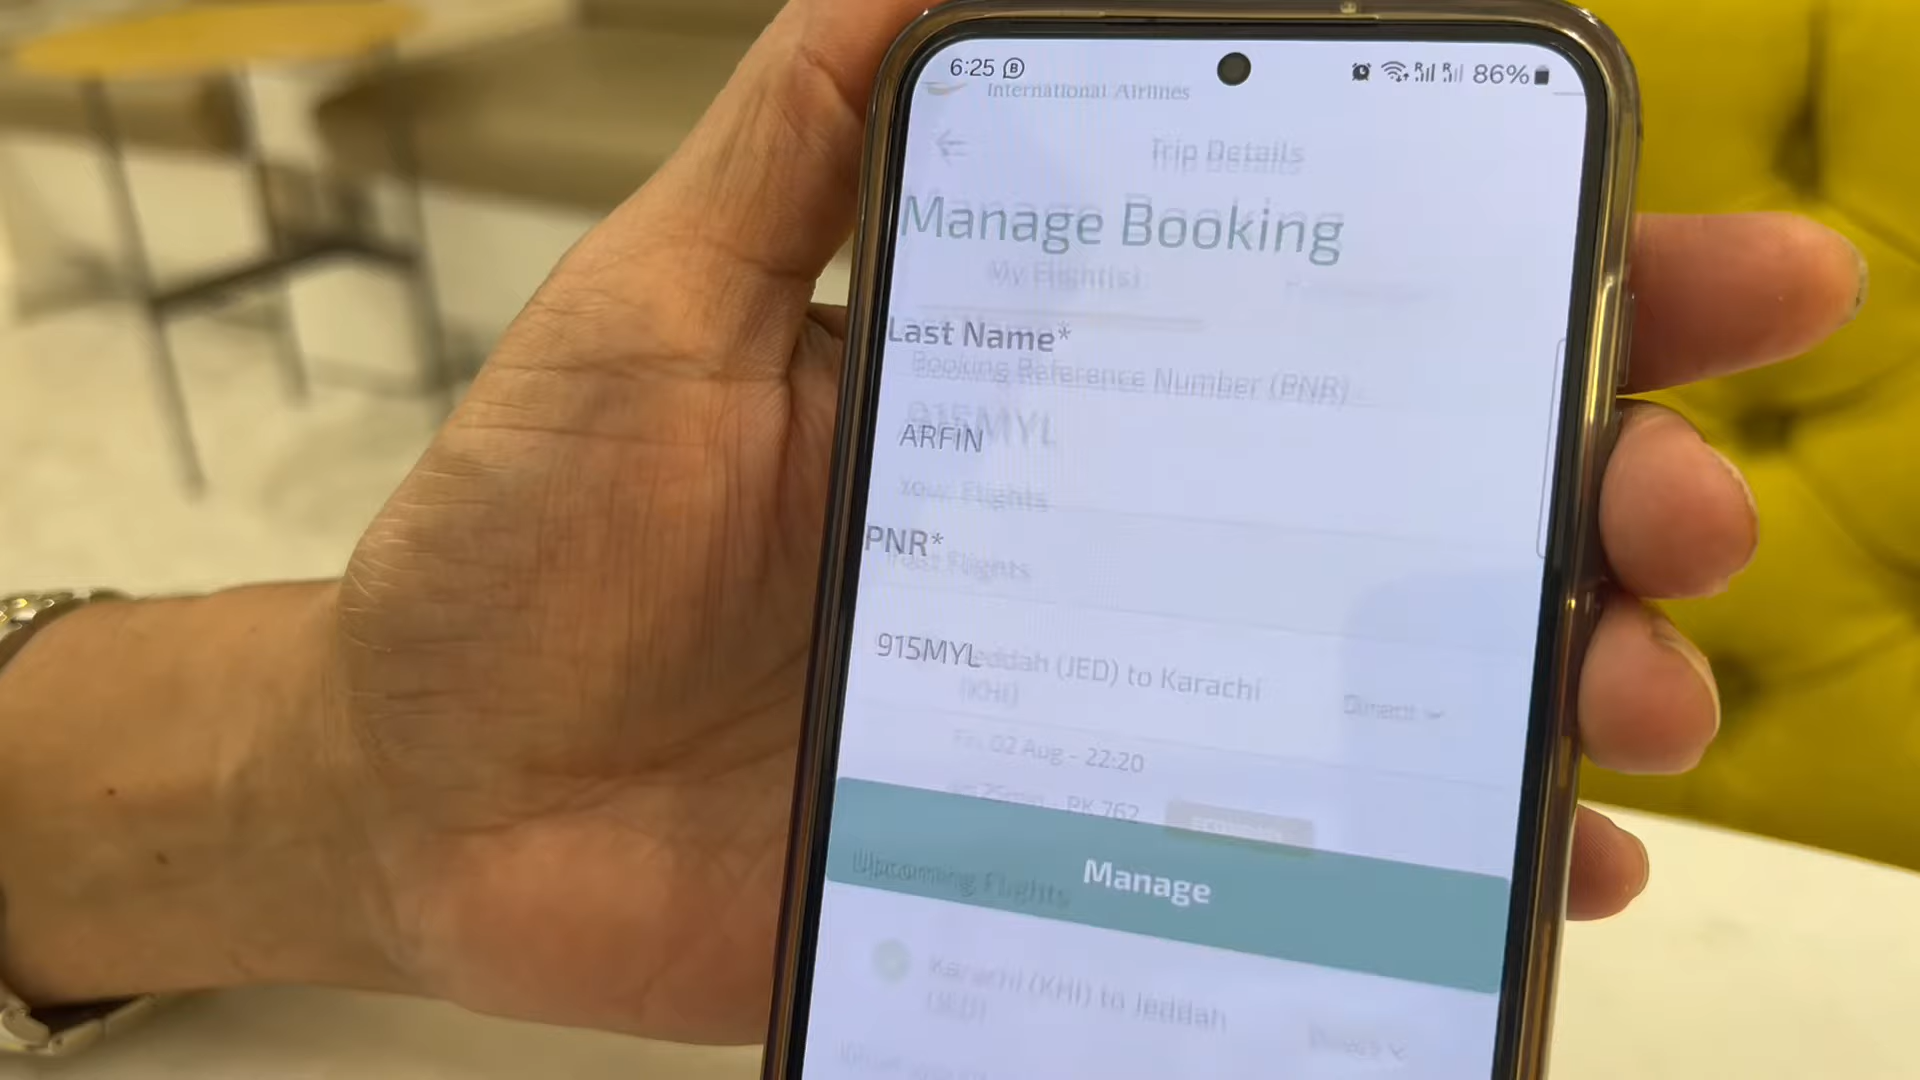 6:25
86%
International Airlines
Trip Details
Manage Booking
My Flight(s)
Last Name*
Booking Reference Number (PNR)
915MYL
ARFiN
Your Flights
PNR*
Past Flights
915MYL
Jeddah (JED) to Karachi
(KHI)
Direct
Fri, 02 Aug - 22:20
PK 762
Manage
Upcoming Flights
Karachi (KHI) to Jeddah
(JED)
Direct